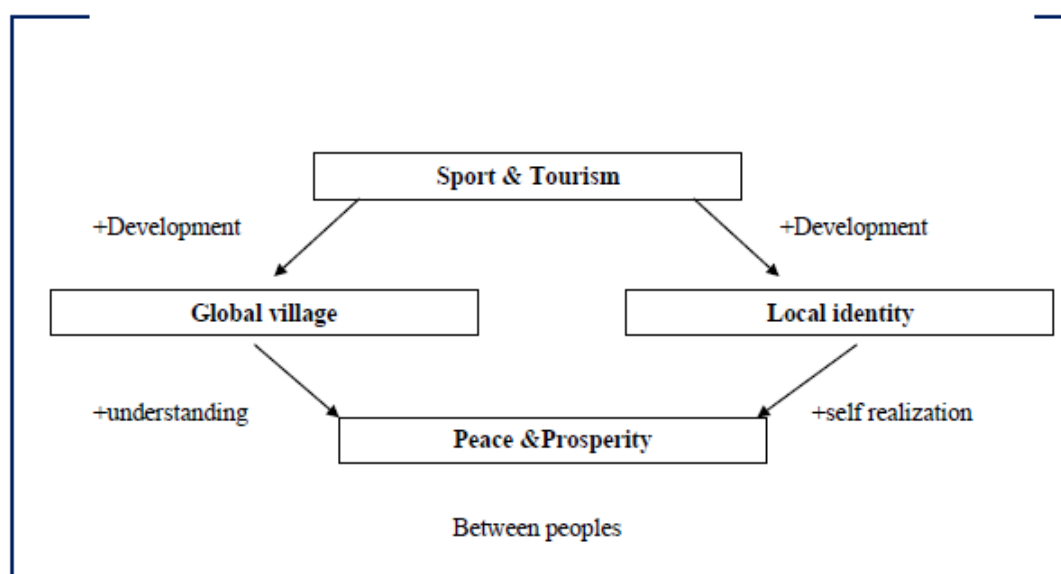 Sport & Tourism
+Development
+Development
Global village
Local identity
+understanding
+self realization
Peace &Prosperity
Between peoples